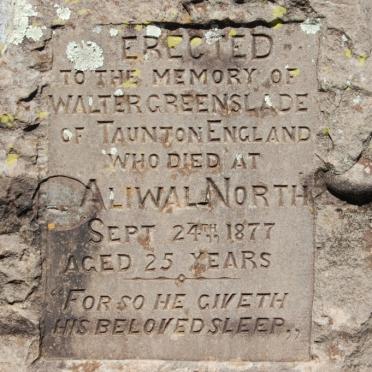 ERECTED
TO THE MEMORY OF
WALTER GREENSLADE
OF TAUNTON ENGLAND
WHO DIED AT
ALIWAL NORTH
SEPT 24TH, 1877
AGED 25 YEARS
"FOR SO HE GIVETH
HIS BELOVED SLEEP.,,